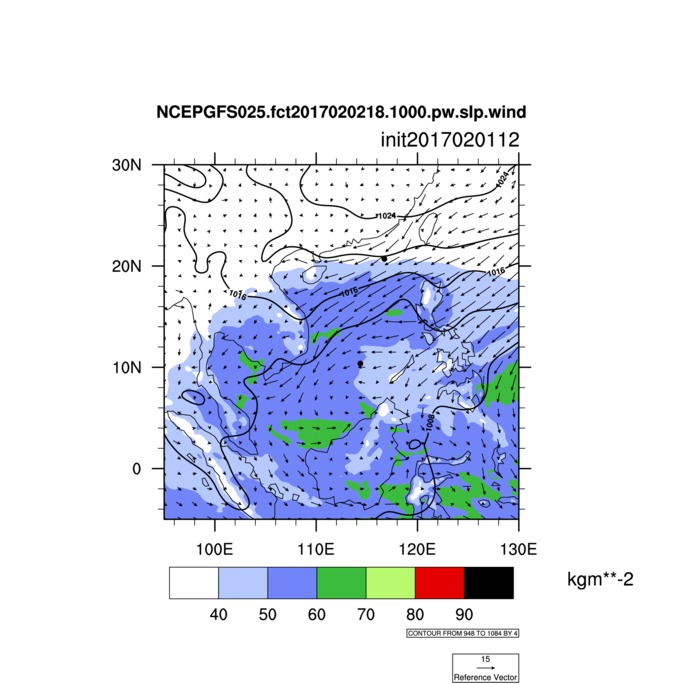 NCEPGFS025.fct2017020218.1000.pw.slp.wind
init2017020112
30N
1024
1024
20N
1016
1016
1016
10N
1008
0
100E 110E 120E 130E
kgm**-2
40 50 60 70 80 90
CONTOUR FROM 948 TO 1084 BY 4
15
Reference Vector